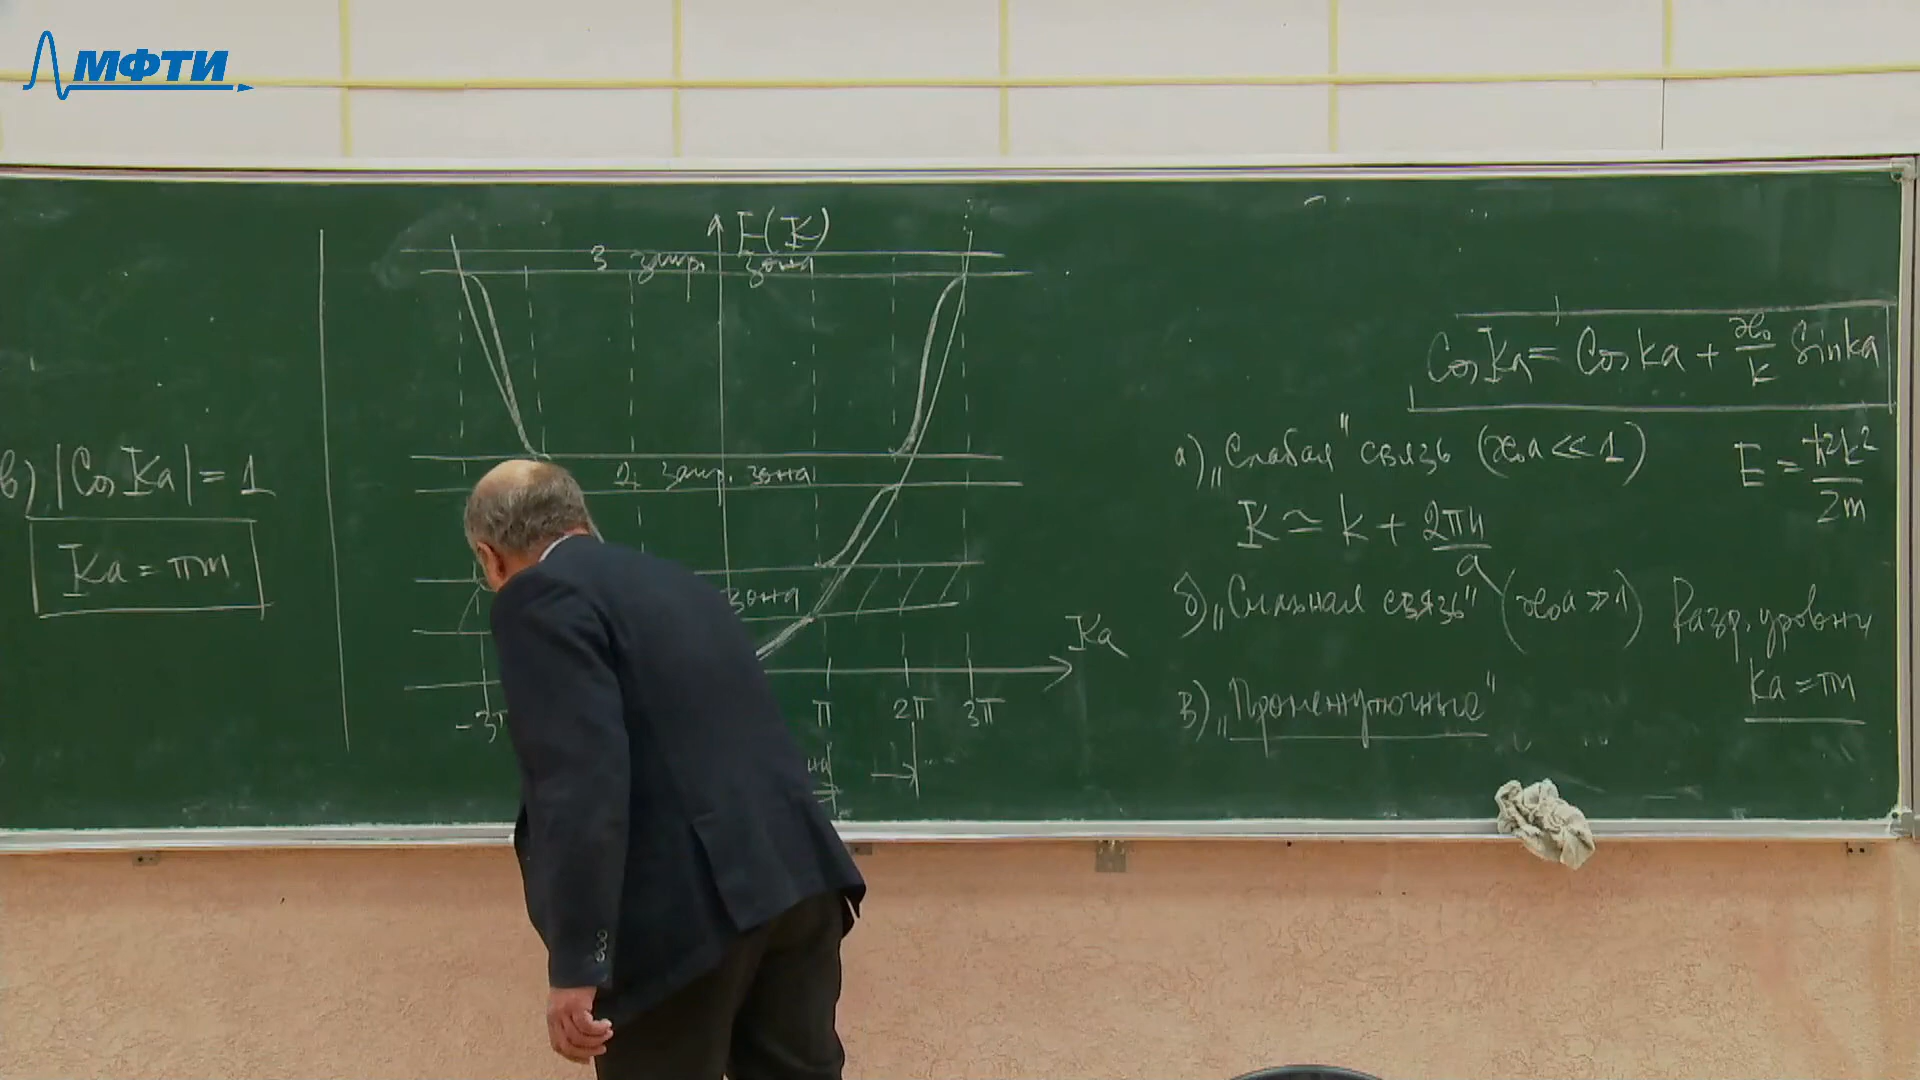 МФТИ
в) |Cos Ka| = 1
Ka = πm
E(K)
3 запр. зона
2 запр. зона
зона
Ka
-3π
π 2π 3π
Cos Ka = Cos ka + æ₀/k Sin ka
а) „Слабая" связь (æ₀a << 1)
E = ħ²k²/2m
K ≃ k + 2πn/a
б) „Сильная связь" (æ₀a >> 1) Разр. уровни
ka = πn
в) „Промежуточные"